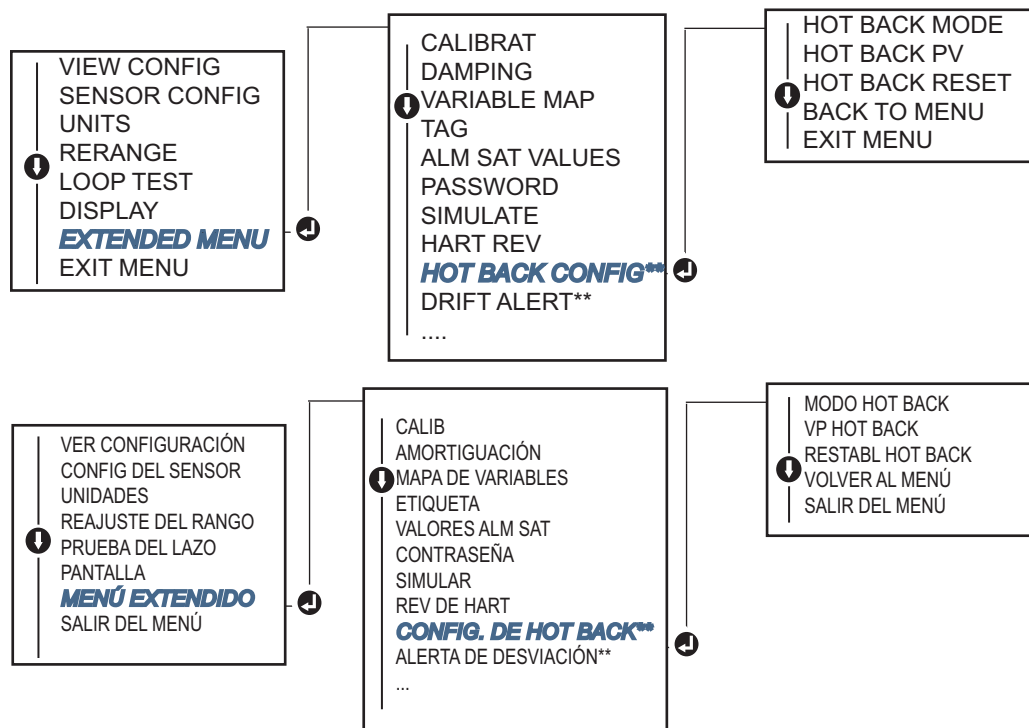 VIEW CONFIG
SENSOR CONFIG
UNITS
RERANGE
LOOP TEST
DISPLAY
EXTENDED MENU
EXIT MENU
CALIBRAT
DAMPING
VARIABLE MAP
TAG
ALM SAT VALUES
PASSWORD
SIMULATE
HART REV
HOT BACK CONFIG**
DRIFT ALERT**
....
HOT BACK MODE
HOT BACK PV
HOT BACK RESET
BACK TO MENU
EXIT MENU
VER CONFIGURACIÓN
CONFIG DEL SENSOR
UNIDADES
REAJUSTE DEL RANGO
PRUEBA DEL LAZO
PANTALLA
MENÚ EXTENDIDO
SALIR DEL MENÚ
CALIB
AMORTIGUACIÓN
MAPA DE VARIABLES
ETIQUETA
VALORES ALM SAT
CONTRASEÑA
SIMULAR
REV DE HART
CONFIG. DE HOT BACK**
ALERTA DE DESVIACIÓN**
...
MODO HOT BACK
VP HOT BACK
RESTABL HOT BACK
VOLVER AL MENÚ
SALIR DEL MENÚ